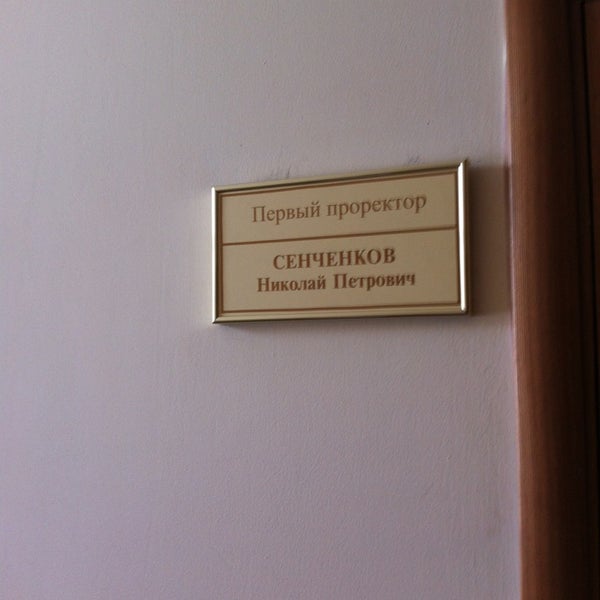 Первый проректор
СЕНЧЕНКОВ
Николай Петрович